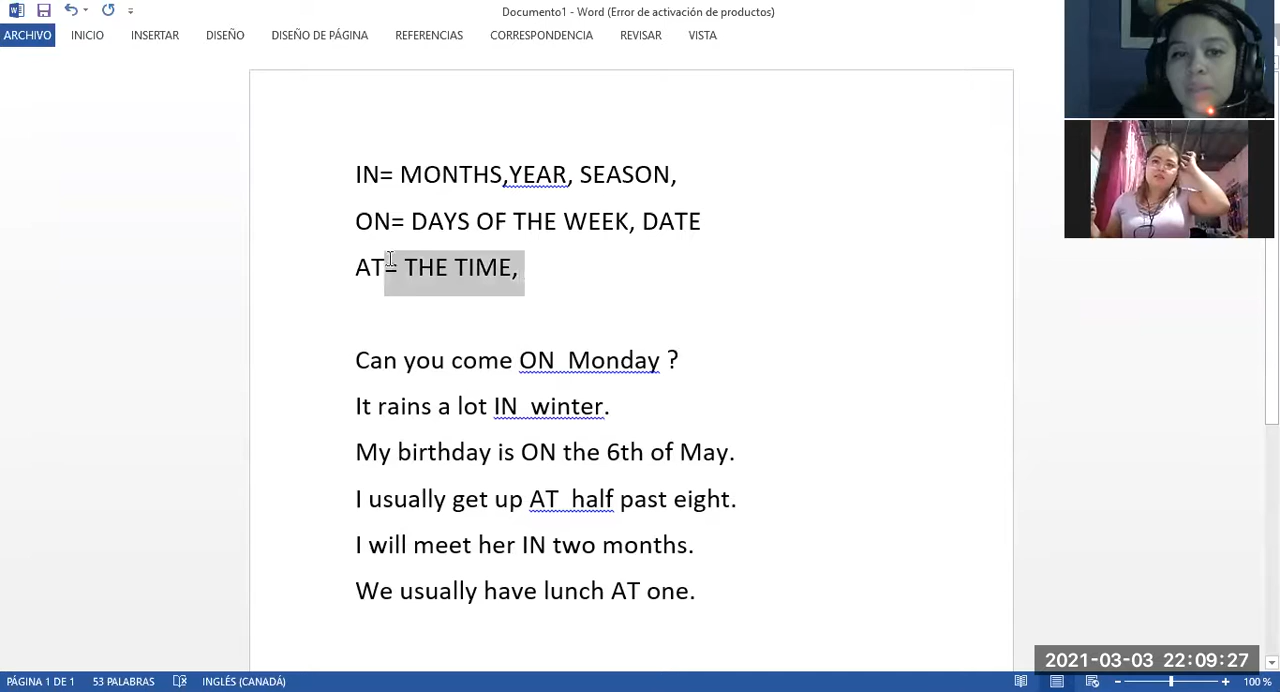 Documento1 - Word (Error de activación de productos)
ARCHIVO INICIO INSERTAR DISEÑO DISEÑO DE PÁGINA REFERENCIAS CORRESPONDENCIA REVISAR VISTA
IN= MONTHS,YEAR, SEASON,
ON= DAYS OF THE WEEK, DATE
AT= THE TIME,
Can you come ON Monday ?
It rains a lot IN winter.
My birthday is ON the 6th of May.
I usually get up AT half past eight.
I will meet her IN two months.
We usually have lunch AT one.
2021-03-03 22:09:27
PÁGINA 1 DE 1 53 PALABRAS INGLÉS (CANADÁ) 100 %